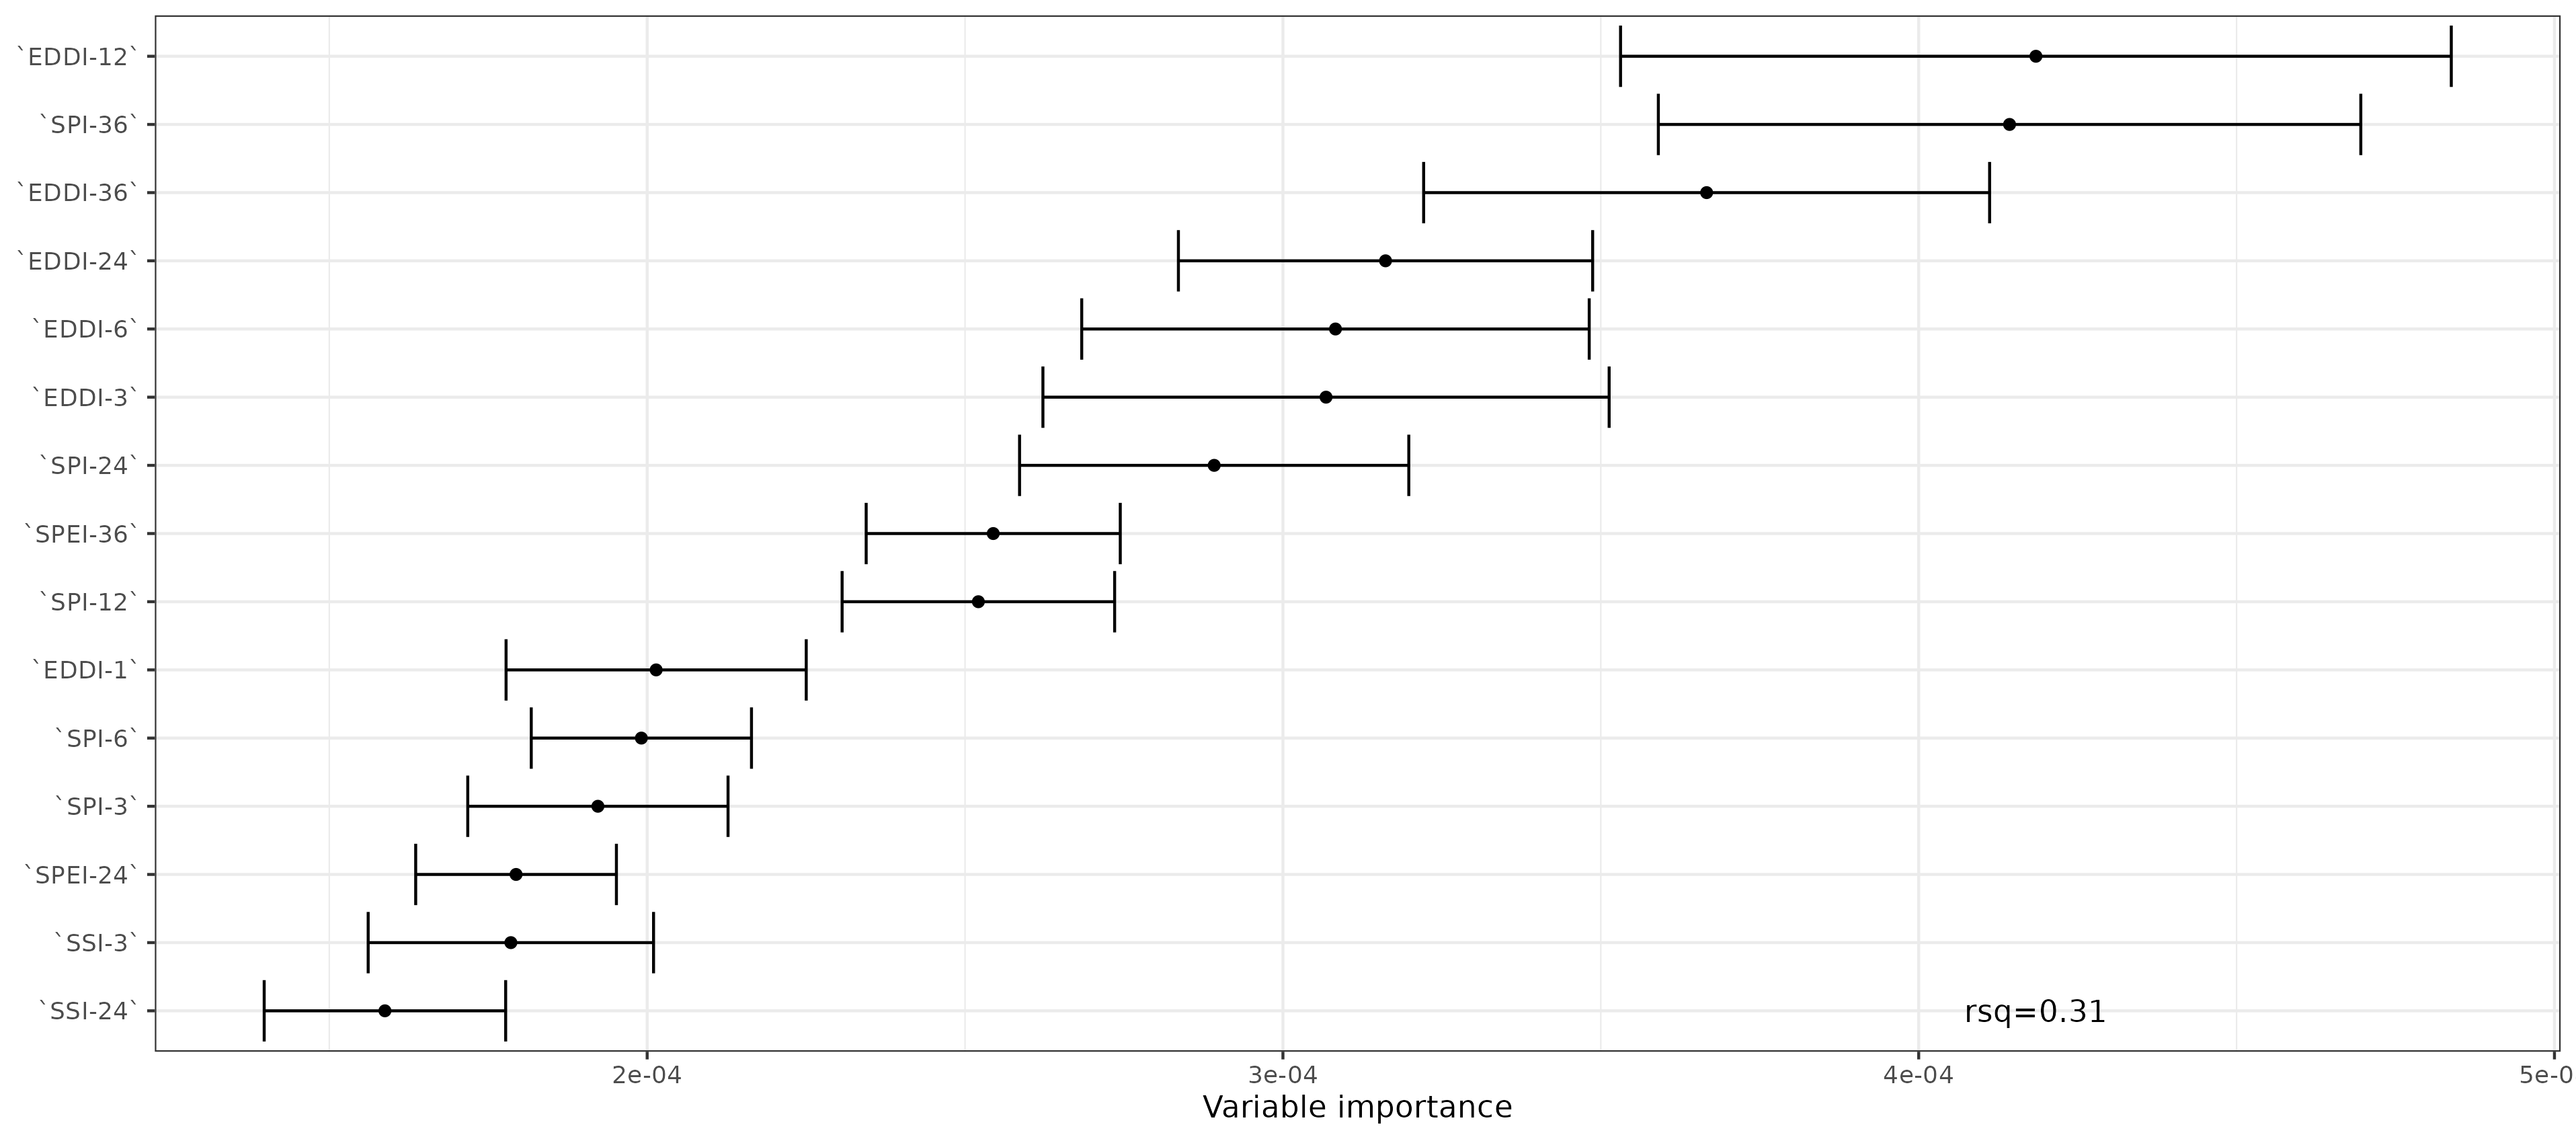 `EDDI-12`
`SPI-36`
`EDDI-36`
`EDDI-24`
`EDDI-6`
`EDDI-3`
`SPI-24`
`SPEI-36`
`SPI-12`
`EDDI-1`
`SPI-6`
`SPI-3`
`SPEI-24`
`SSI-3`
`SSI-24`
rsq=0.31
2e-04 3e-04 4e-04 5e-0
Variable importance